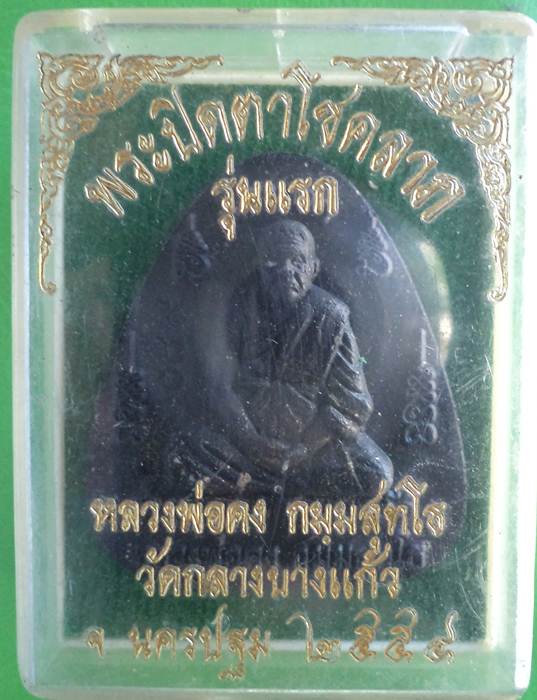 พระปิดตาโชคลาภ
รุ่นแรก
หลวงพ่อคง กมฺมสุทฺโธ
วัดกลางบางแก้ว
จ นครปฐม ๒๕๕๔